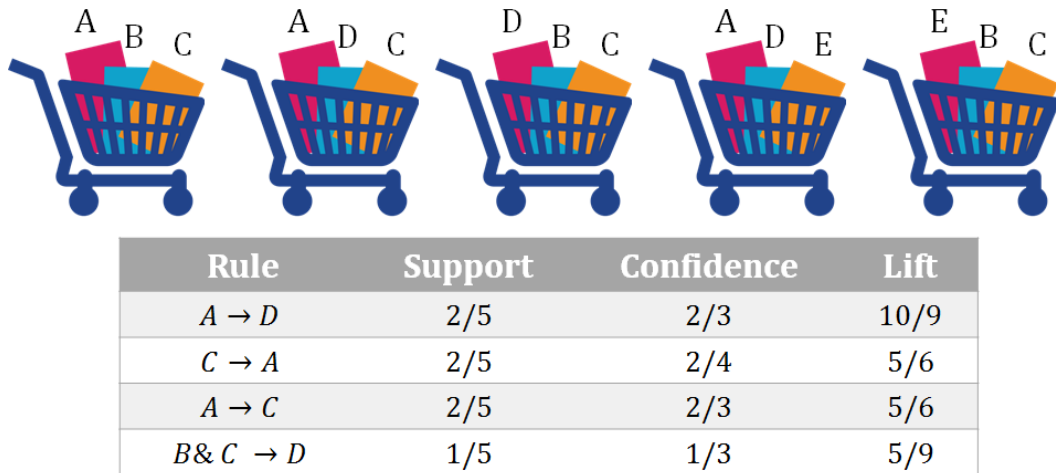 A B C A D C D B C A D E E B C
Rule Support Confidence Lift
A → D 2/5 2/3 10/9
C → A 2/5 2/4 5/6
A → C 2/5 2/3 5/6
B& C → D 1/5 1/3 5/9